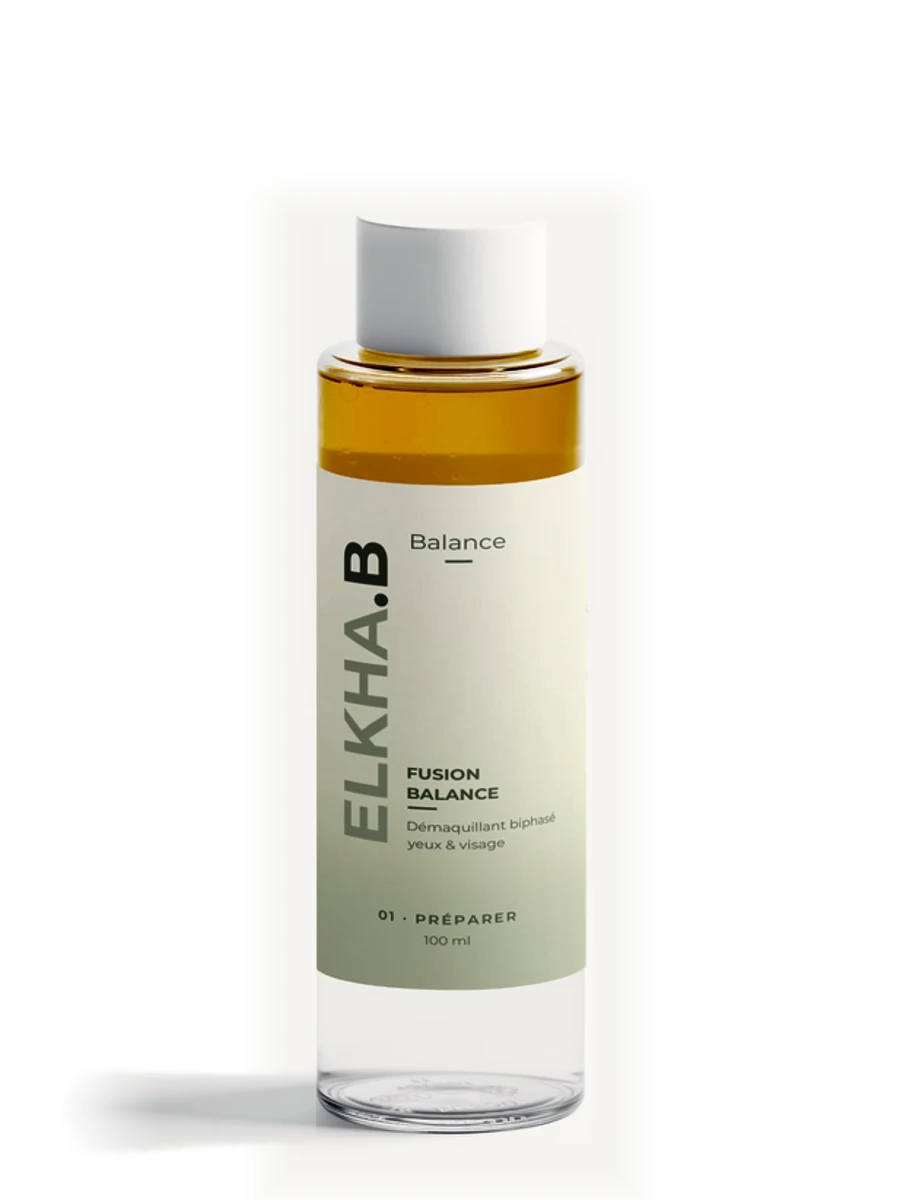 Balance
ELKHA.B
FUSION
BALANCE
Démaquillant biphasé
yeux & visage
01 · PRÉPARER
100 ml